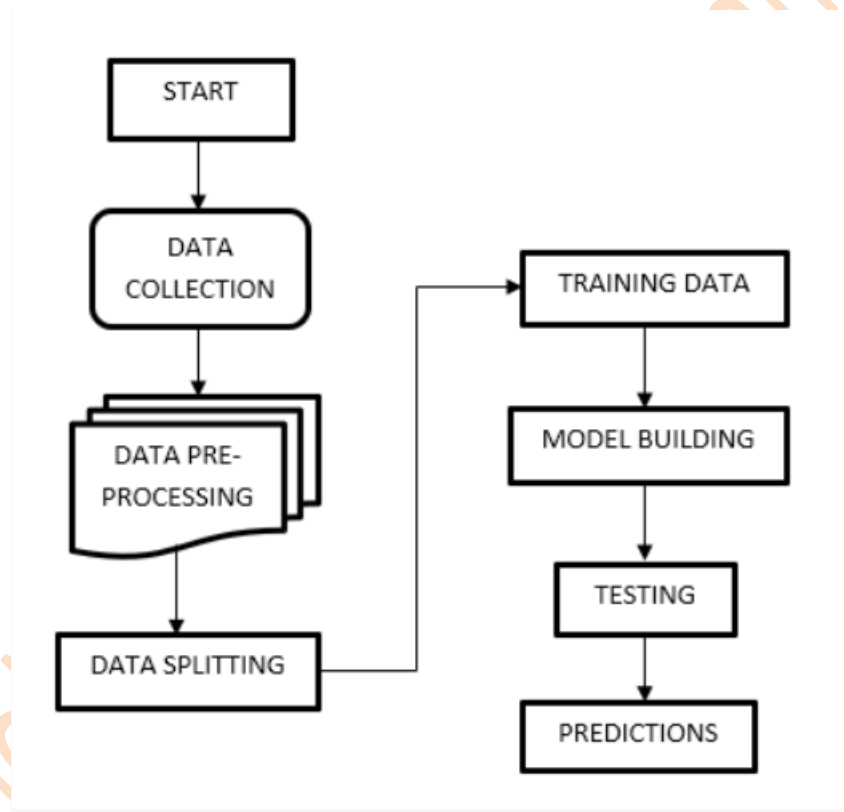 START
DATA
COLLECTION
DATA PRE-
PROCESSING
DATA SPLITTING
TRAINING DATA
MODEL BUILDING
TESTING
PREDICTIONS